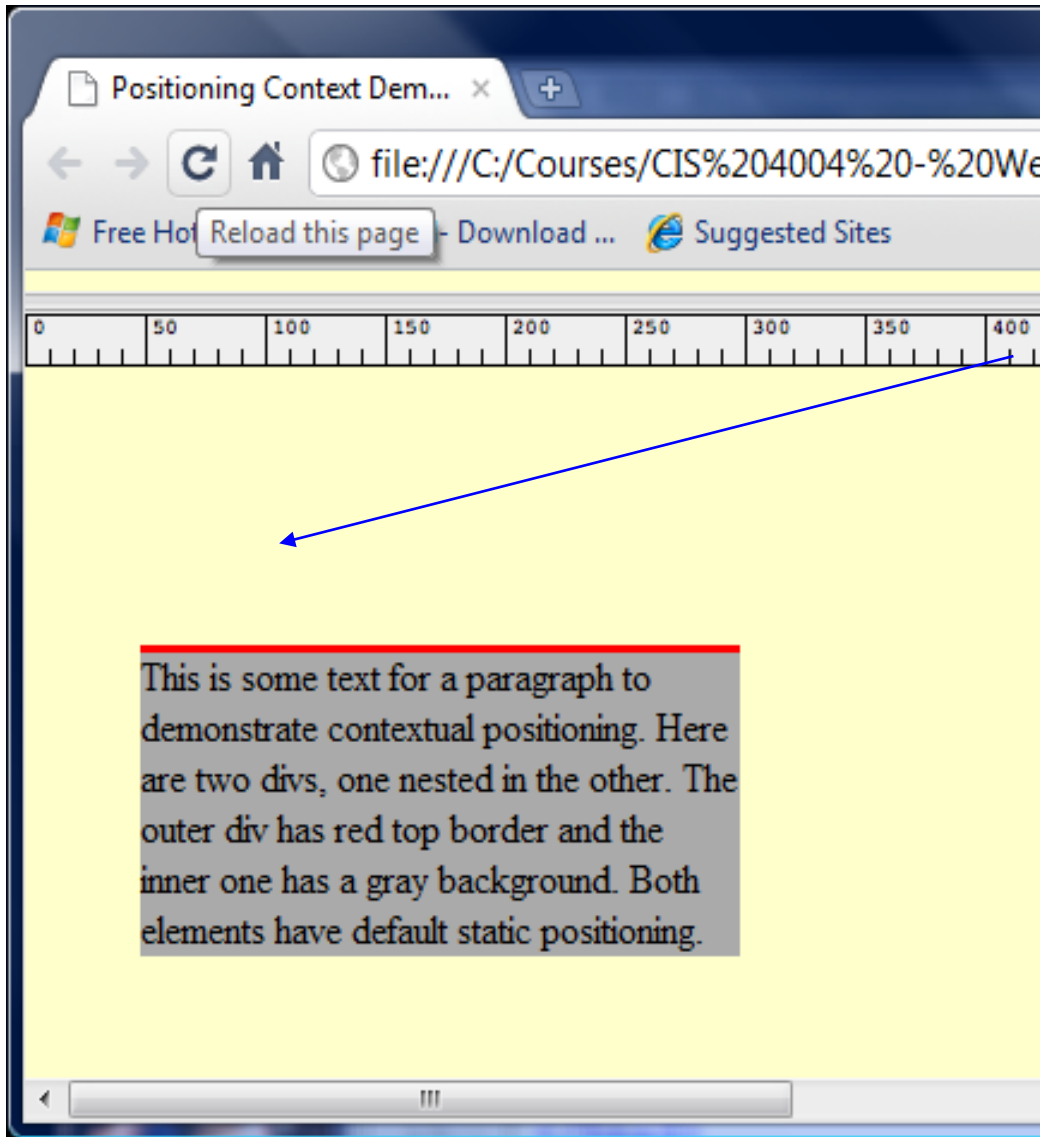 Positioning Context Dem...
file:///C:/Courses/CIS%204004%20-%20We
Free Hot
Reload this page
- Download ...
Suggested Sites
0 50 100 150 200 250 300 350 400
This is some text for a paragraph to
demonstrate contextual positioning. Here
are two divs, one nested in the other. The
outer div has red top border and the
inner one has a gray background. Both
elements have default static positioning.